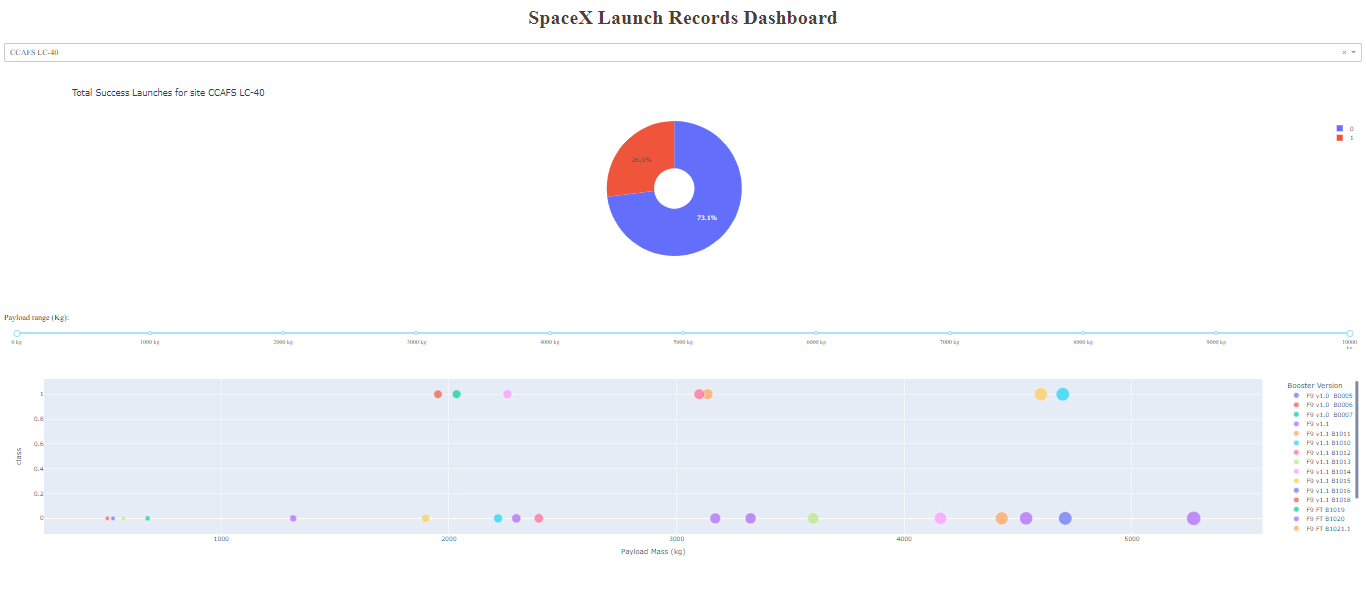 SpaceX Launch Records Dashboard
CCAFS LC-40
Total Success Launches for site CCAFS LC-40
0
1
26.9%
73.1%
Payload range (Kg):
0 kg 1000 kg 2000 kg 3000 kg 4000 kg 5000 kg 6000 kg 7000 kg 8000 kg 9000 kg 10000
kg
Booster Version
F9 v1.0 B0005
F9 v1.0 B0006
F9 v1.0 B0007
F9 v1.1
F9 v1.1 B1011
F9 v1.1 B1010
F9 v1.1 B1012
F9 v1.1 B1013
F9 v1.1 B1014
F9 v1.1 B1015
F9 v1.1 B1016
F9 v1.1 B1018
F9 FT B1019
F9 FT B1020
F9 FT B1021.1
class
1
0.8
0.6
0.4
0.2
0
1000 2000 3000 4000 5000
Payload Mass (kg)